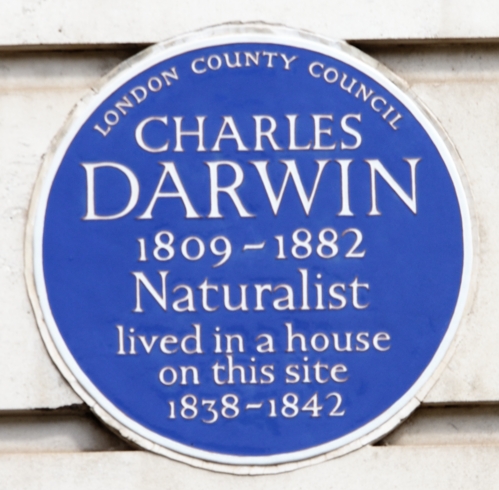 LONDON COUNTY COUNCIL
CHARLES
DARWIN
1809-1882
Naturalist
lived in a house
on this site
1838-1842